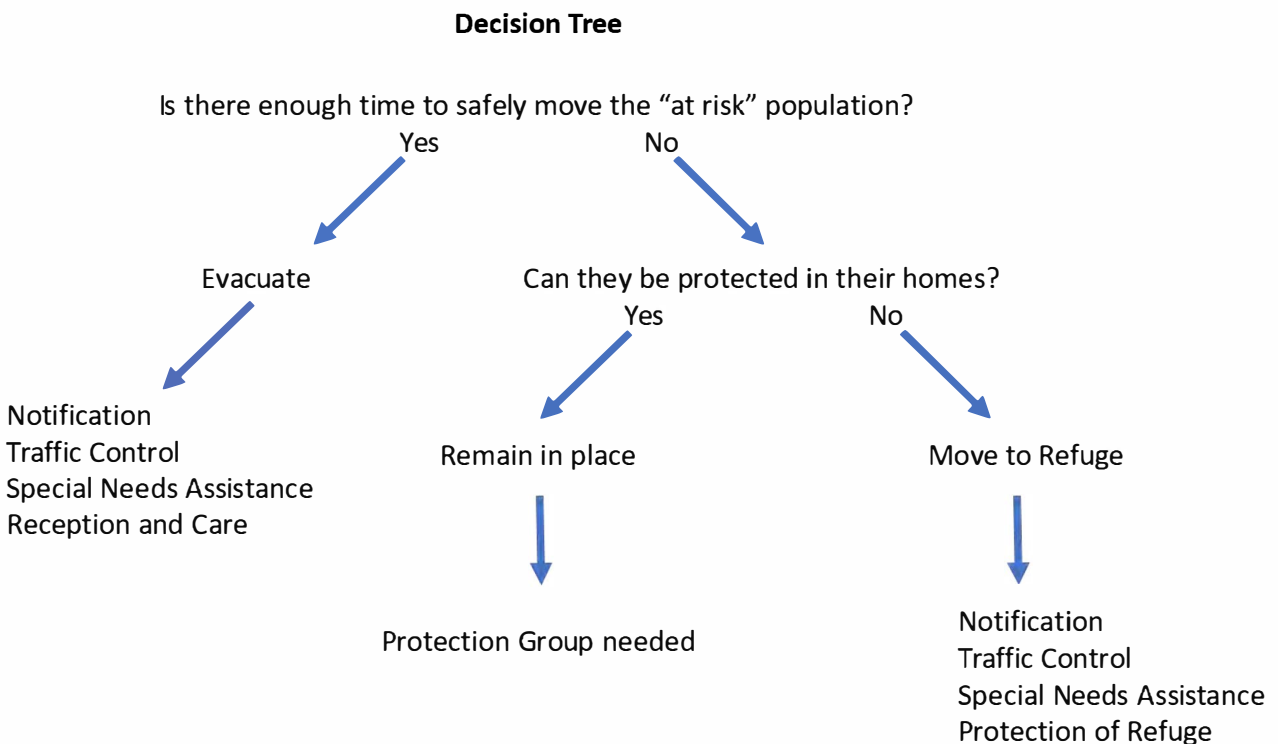 Decision Tree
Is there enough time to safely move the “at risk” population?
Yes No
Evacuate
Can they be protected in their homes?
Yes No
Notification
Traffic Control
Special Needs Assistance
Reception and Care
Remain in place
Move to Refuge
Protection Group needed
Notification
Traffic Control
Special Needs Assistance
Protection of Refuge